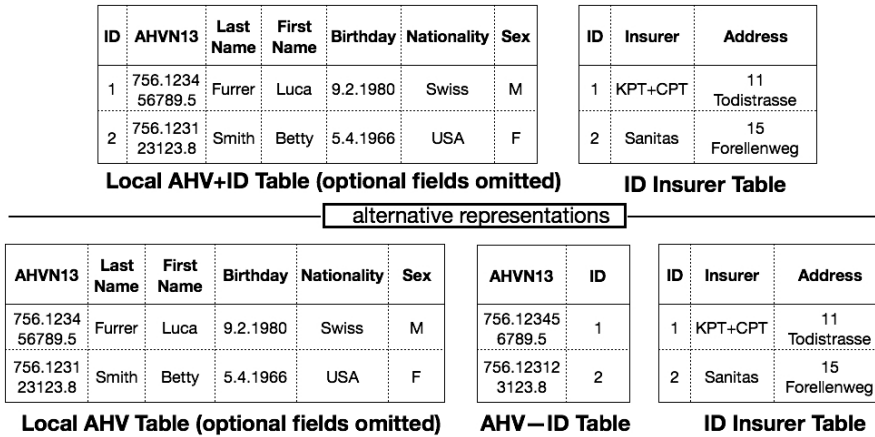 ID AHVN13 Last Name First Name Birthday Nationality Sex
1 756.1234 56789.5 Furrer Luca 9.2.1980 Swiss M
2 756.1231 23123.8 Smith Betty 5.4.1966 USA F
Local AHV+ID Table (optional fields omitted)
ID Insurer Address
1 KPT+CPT 11 Todistrasse
2 Sanitas 15 Forellenweg
ID Insurer Table
alternative representations
AHVN13 Last Name First Name Birthday Nationality Sex
756.1234 56789.5 Furrer Luca 9.2.1980 Swiss M
756.1231 23123.8 Smith Betty 5.4.1966 USA F
Local AHV Table (optional fields omitted)
AHVN13 ID
756.12345 6789.5 1
756.12312 3123.8 2
AHV—ID Table
ID Insurer Address
1 KPT+CPT 11 Todistrasse
2 Sanitas 15 Forellenweg
ID Insurer Table